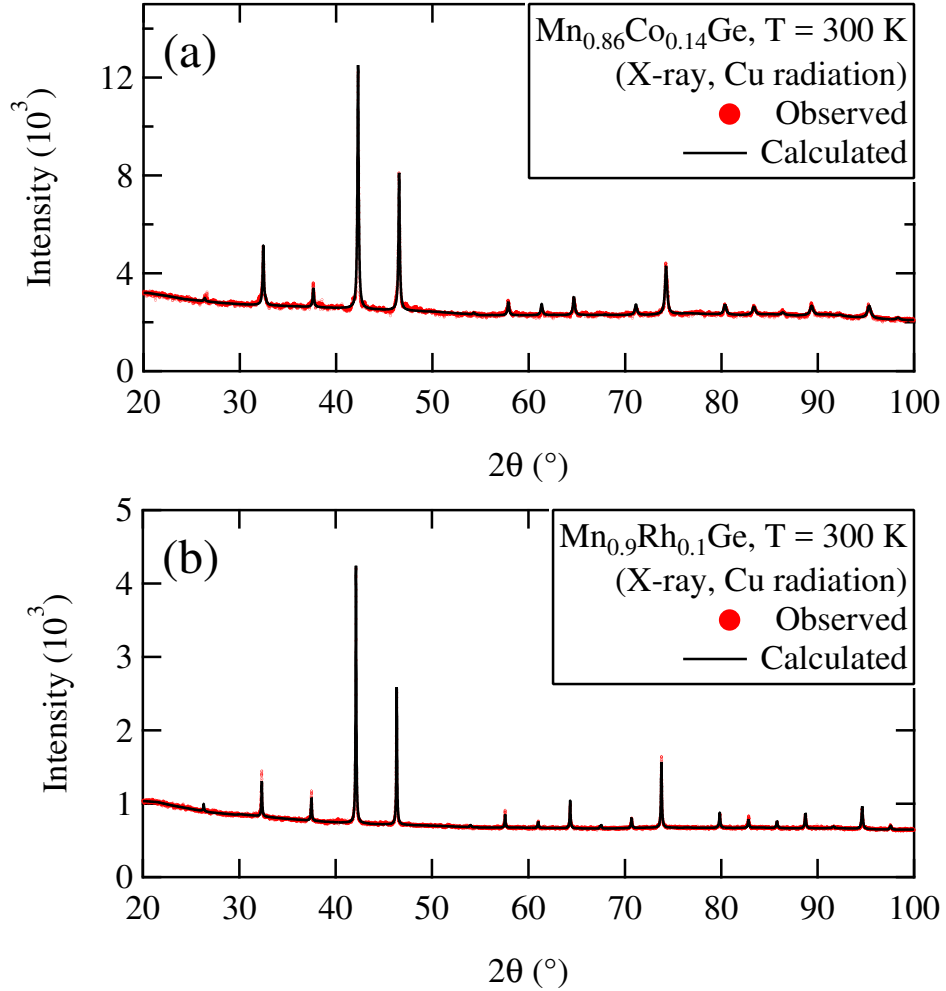 (a)
Mn0.86Co0.14Ge, T = 300 K
(X-ray, Cu radiation)
Observed
Calculated
Intensity (10^3)
12
8
4
0
20 30 40 50 60 70 80 90 100
2θ (°)
(b)
Mn0.9Rh0.1Ge, T = 300 K
(X-ray, Cu radiation)
Observed
Calculated
Intensity (10^3)
5
4
3
2
1
0
20 30 40 50 60 70 80 90 100
2θ (°)